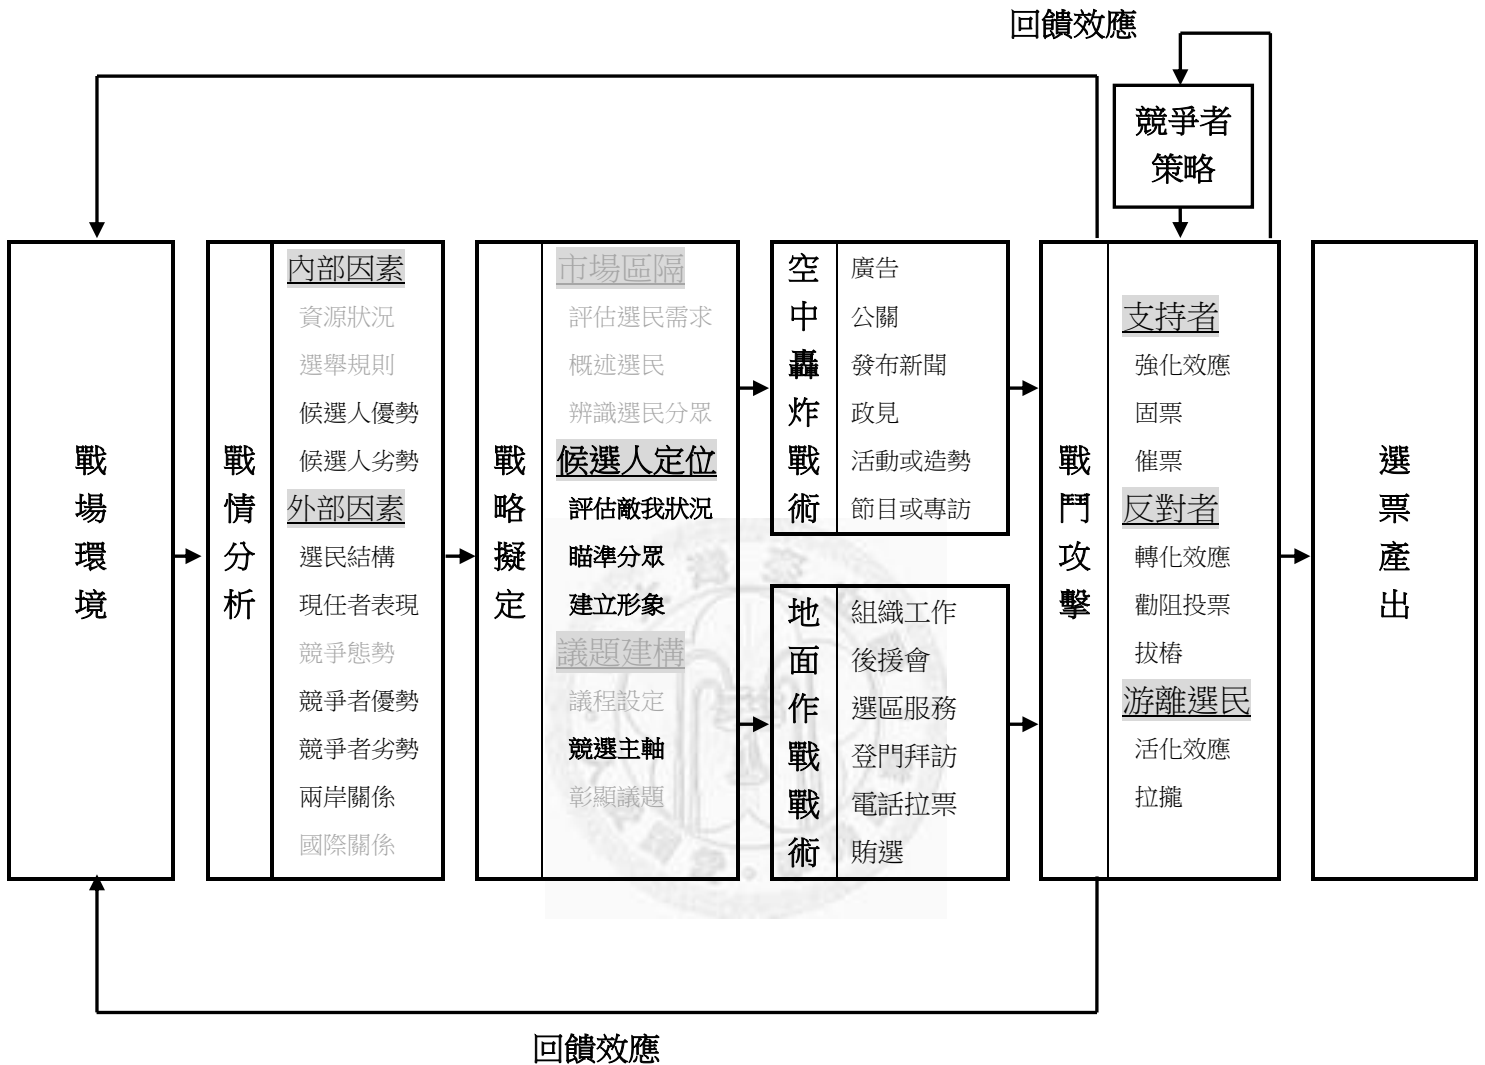 回饋效應
競爭者
策略
戰場環境
戰情分析
內部因素
資源狀況
選舉規則
候選人優勢
候選人劣勢
外部因素
選民結構
現任者表現
競爭態勢
競爭者優勢
競爭者劣勢
兩岸關係
國際關係
戰略擬定
市場區隔
評估選民需求
概述選民
辨識選民分眾
候選人定位
評估敵我狀況
瞄準分眾
建立形象
議題建構
議程設定
競選主軸
彰顯議題
空中轟炸戰術
廣告
公關
發布新聞
政見
活動或造勢
節目或專訪
地面作戰戰術
組織工作
後援會
選區服務
登門拜訪
電話拉票
賄選
戰鬥攻擊
支持者
強化效應
固票
催票
反對者
轉化效應
勸阻投票
拔樁
游離選民
活化效應
拉攏
選票產出
回饋效應